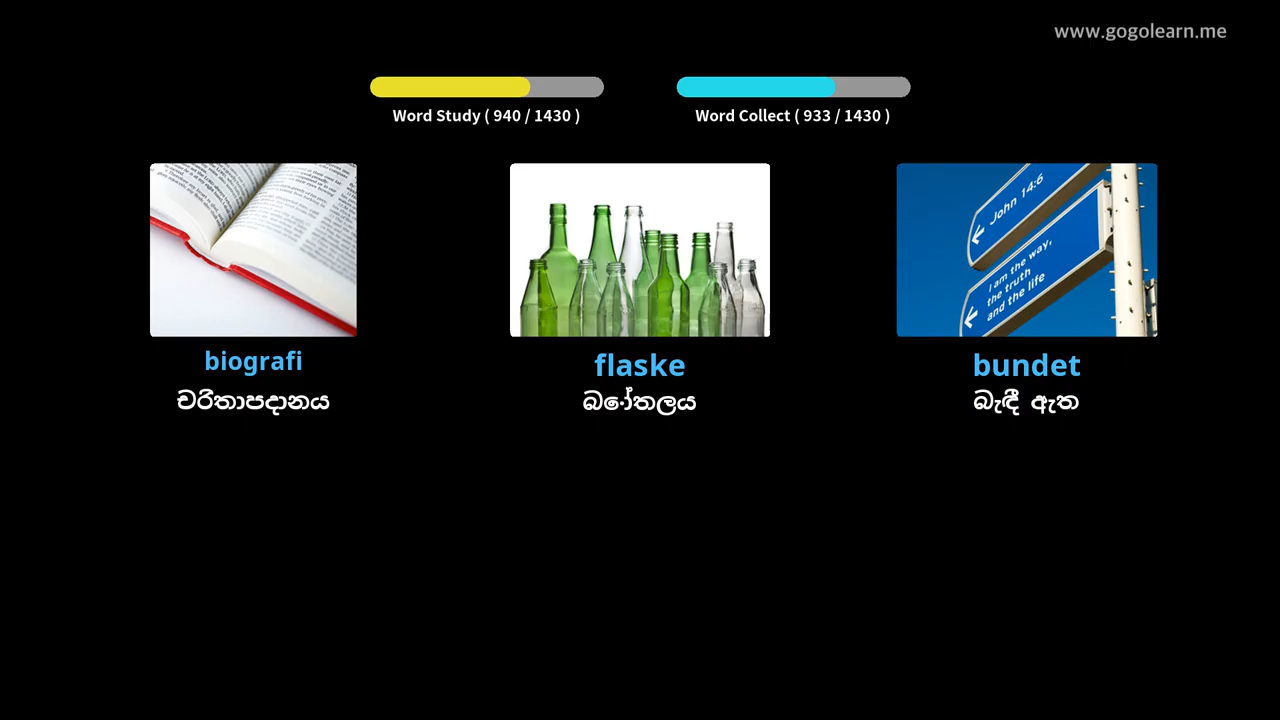 www.gogolearn.me
Word Study ( 940 / 1430 )
Word Collect ( 933 / 1430 )
John 14:6
I am the way,
the truth
and the life
biografi
flaske
bundet
චරිතාපදානය
බෝතලය
බැඳී ඇත